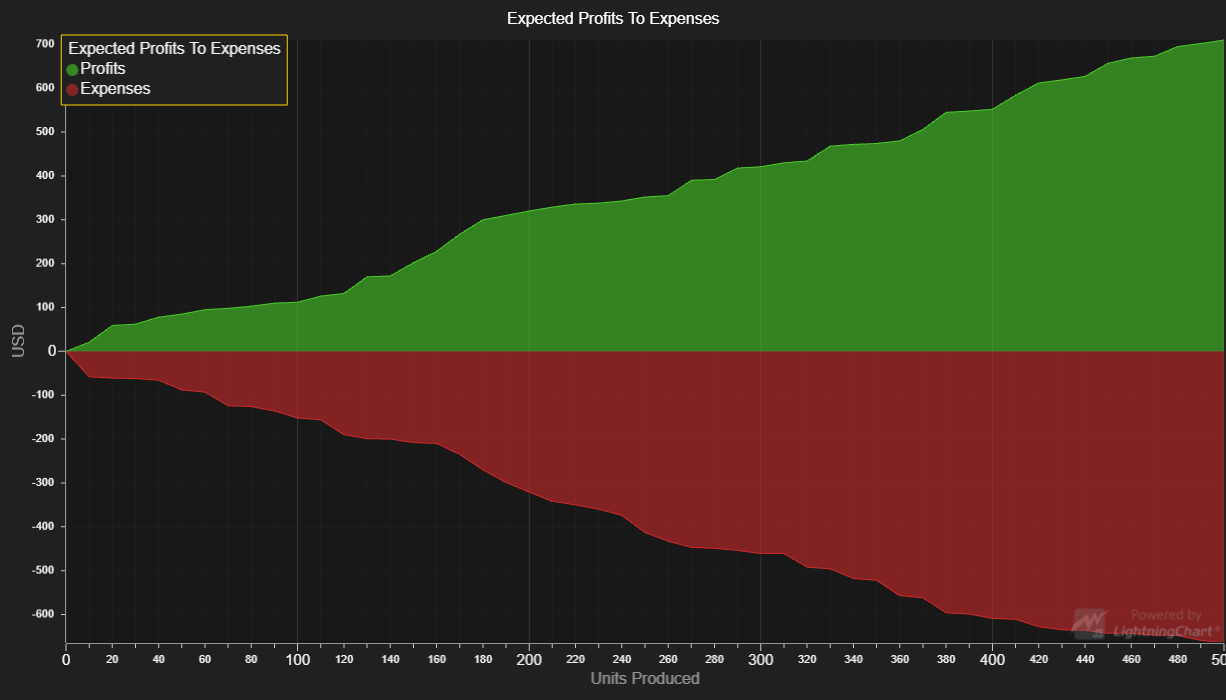 Expected Profits To Expenses
Expected Profits To Expenses
Profits
Expenses
700
600
500
400
300
200
100
0
-100
-200
-300
-400
-500
-600
USD
0 20 40 60 80 100 120 140 160 180 200 220 240 260 280 300 320 340 360 380 400 420 440 460 480 50
Units Produced
Powered by
LightningChart®